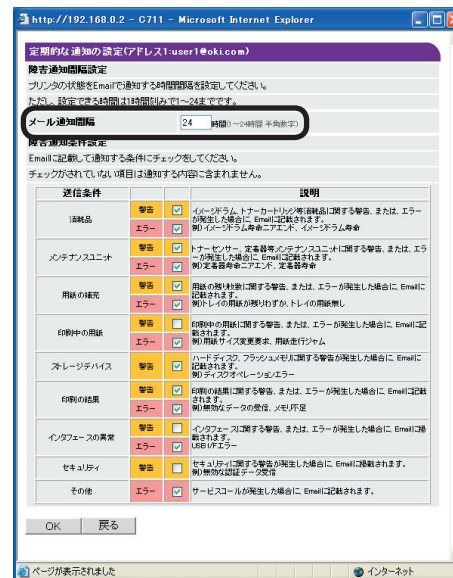 http://192.168.0.2 - C711 - Microsoft Internet Explorer
定期的な通知の設定(アドレス1:user1@oki.com)
障害通知間隔設定
プリンタの状態をEmailで通知する時間間隔を設定してください。
ただし、設定できる時間は1時間刻みで1〜24までです。
メール通知間隔 24 時間(1〜24時間 半角数字)
障害通知条件設定
Emailに記載して通知する条件にチェックをしてください。
チェックがされていない項目は通知する内容に含まれません。
送信条件 説明
消耗品
警告
エラー
イメージドラム、トナーカートリッジ等消耗品に関する警告、または、エラー
が発生した場合に、Emailに記載されます。
例)イメージドラム寿命ニアエンド、イメージドラム寿命
メンテナンスユニット
警告
エラー
トナーセンサー、定着器等メンテナンスユニットに関する警告、または、エラ
ーが発生した場合に、Emailに記載されます。
例)定着器寿命ニアエンド、定着器寿命
用紙の補充
警告
エラー
用紙の残り枚数に関する警告、または、エラーが発生した場合に、Emailに
記載されます。
例)トレイの用紙が残りわずか、トレイの用紙無し
印刷中の用紙
警告
エラー
印刷中の用紙に関する警告、または、エラーが発生した場合に、Emailに記
載されます。
例)用紙サイズ変更要求、用紙走行ジャム
ストレージデバイス
警告
エラー
ハードディスク、フラッシュメモリに関する警告が発生した場合に、Emailに
記載されます。
例)ディスクオペレーションエラー
印刷の結果
警告
エラー
印刷の結果に関する警告、または、エラーが発生した場合に、Emailに記載
されます。
例)無効なデータの受信、メモリ不足
インタフェースの異常
警告
エラー
インタフェースに関する警告、または、エラーが発生した場合に、Emailに掲
載されます。
USB I/Fエラー
セキュリティ
警告
セキュリティに関する警告が発生した場合に、Emailに掲載されます。
例)無効な認証データ受信
その他
エラー
サービスコールが発生した場合に、Emailに記載されます。
OK 戻る
ページが表示されました インターネット